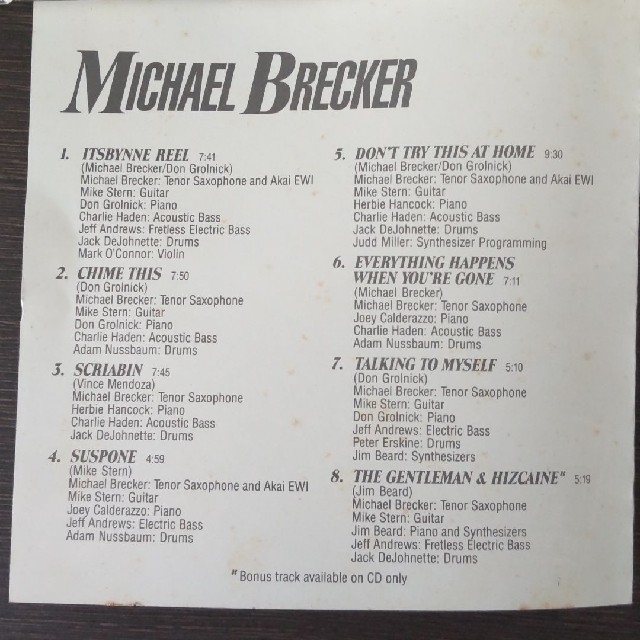 MICHAEL BRECKER
1. ITSBYNNE REEL 7:41
(Michael Brecker/Don Grolnick)
Michael Brecker: Tenor Saxophone and Akai EWI
Mike Stern: Guitar
Don Grolnick: Piano
Charlie Haden: Acoustic Bass
Jeff Andrews: Fretless Electric Bass
Jack DeJohnette: Drums
Mark O'Connor: Violin
2. CHIME THIS 7:50
(Don Grolnick)
Michael Brecker: Tenor Saxophone
Mike Stern: Guitar
Don Grolnick: Piano
Charlie Haden: Acoustic Bass
Adam Nussbaum: Drums
3. SCRIABIN 7:45
(Vince Mendoza)
Michael Brecker: Tenor Saxophone
Herbie Hancock: Piano
Charlie Haden: Acoustic Bass
Jack DeJohnette: Drums
4. SUSPONE 4:59
(Mike Stern)
Michael Brecker: Tenor Saxophone and Akai EWI
Mike Stern: Guitar
Joey Calderazzo: Piano
Jeff Andrews: Electric Bass
Adam Nussbaum: Drums
5. DON'T TRY THIS AT HOME 9:30
(Michael Brecker/Don Grolnick)
Michael Brecker: Tenor Saxophone and Akai EWI
Mike Stern: Guitar
Herbie Hancock: Piano
Charlie Haden: Acoustic Bass
Jack DeJohnette: Drums
Judd Miller: Synthesizer Programming
6. EVERYTHING HAPPENS
WHEN YOU'RE GONE 7:11
(Michael Brecker)
Michael Brecker: Tenor Saxophone
Joey Calderazzo: Piano
Charlie Haden: Acoustic Bass
Adam Nussbaum: Drums
7. TALKING TO MYSELF 5:10
(Don Grolnick)
Michael Brecker: Tenor Saxophone
Mike Stern: Guitar
Don Grolnick: Piano
Jeff Andrews: Electric Bass
Peter Erskine: Drums
Jim Beard: Synthesizers
8. THE GENTLEMAN & HIZCAINE* 5:19
(Jim Beard)
Michael Brecker: Tenor Saxophone
Mike Stern: Guitar
Jim Beard: Piano and Synthesizers
Jeff Andrews: Fretless Electric Bass
Jack DeJohnette: Drums
*Bonus track available on CD only